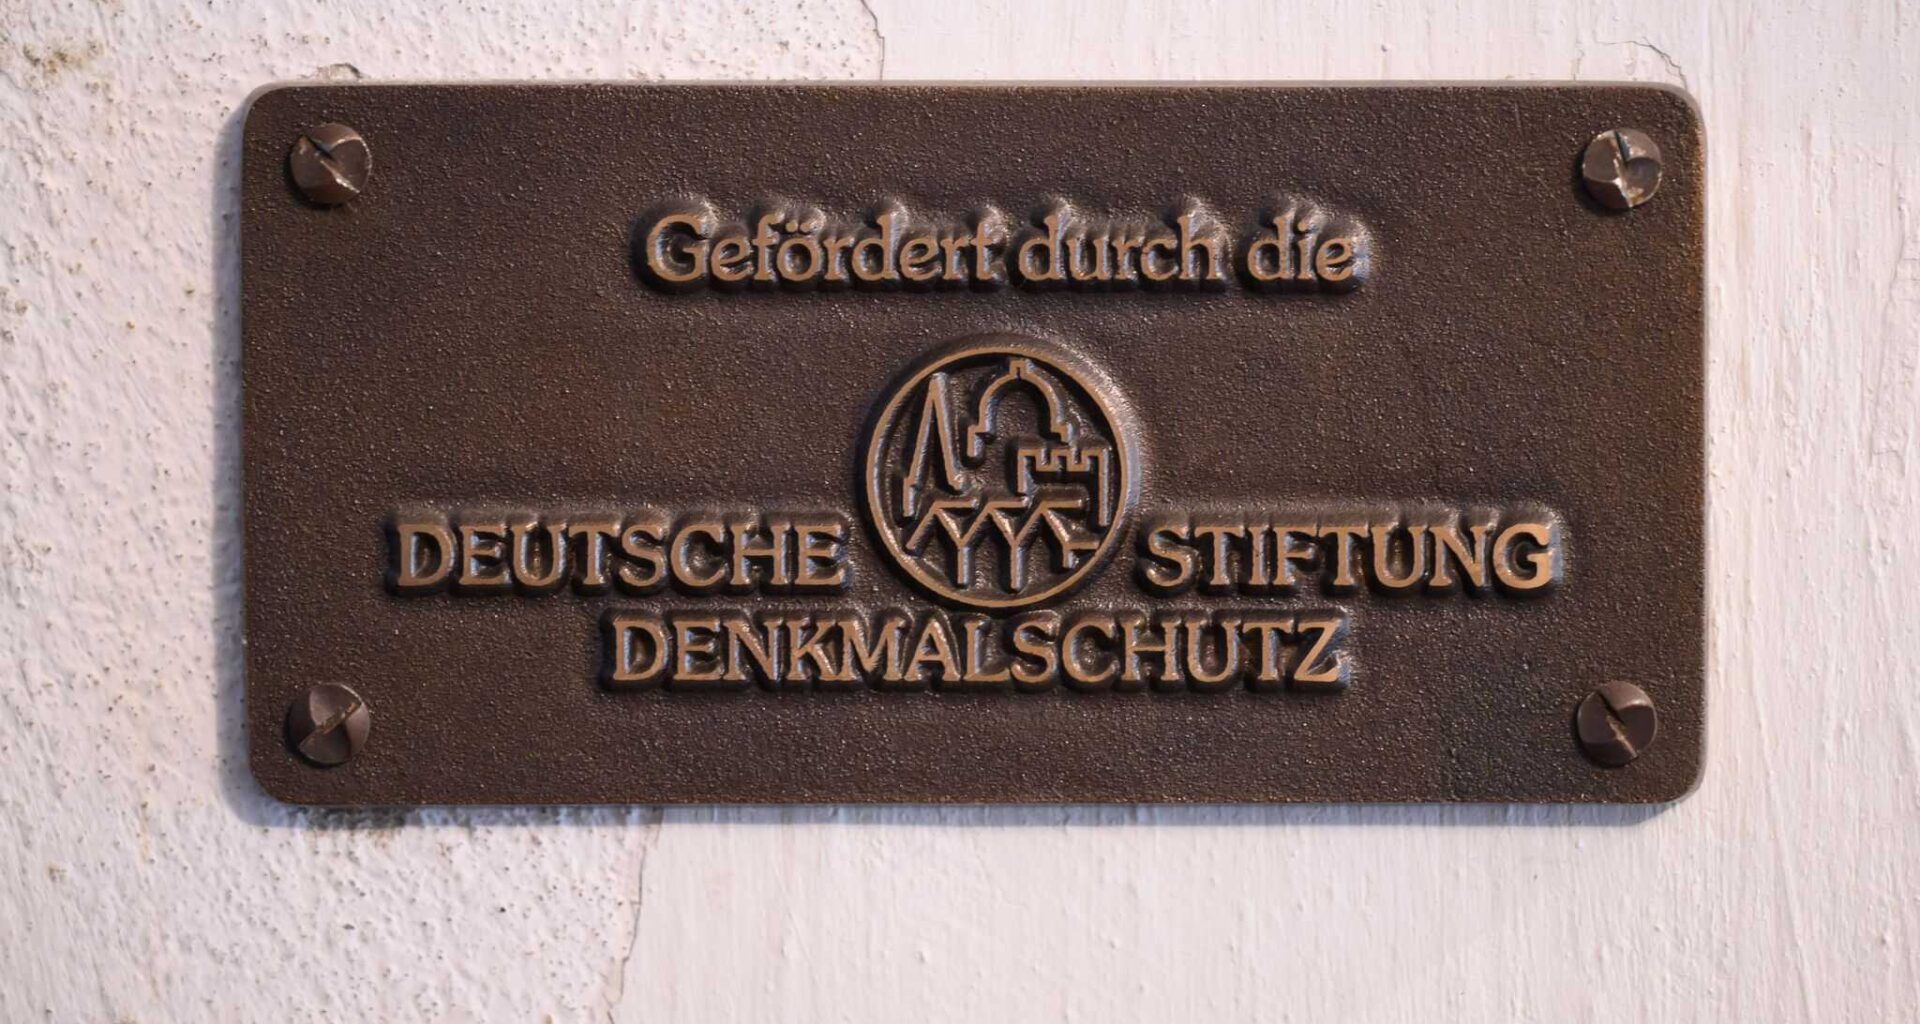 Gefördert durch die
DEUTSCHE STIFTUNG
DENKMALSCHUTZ